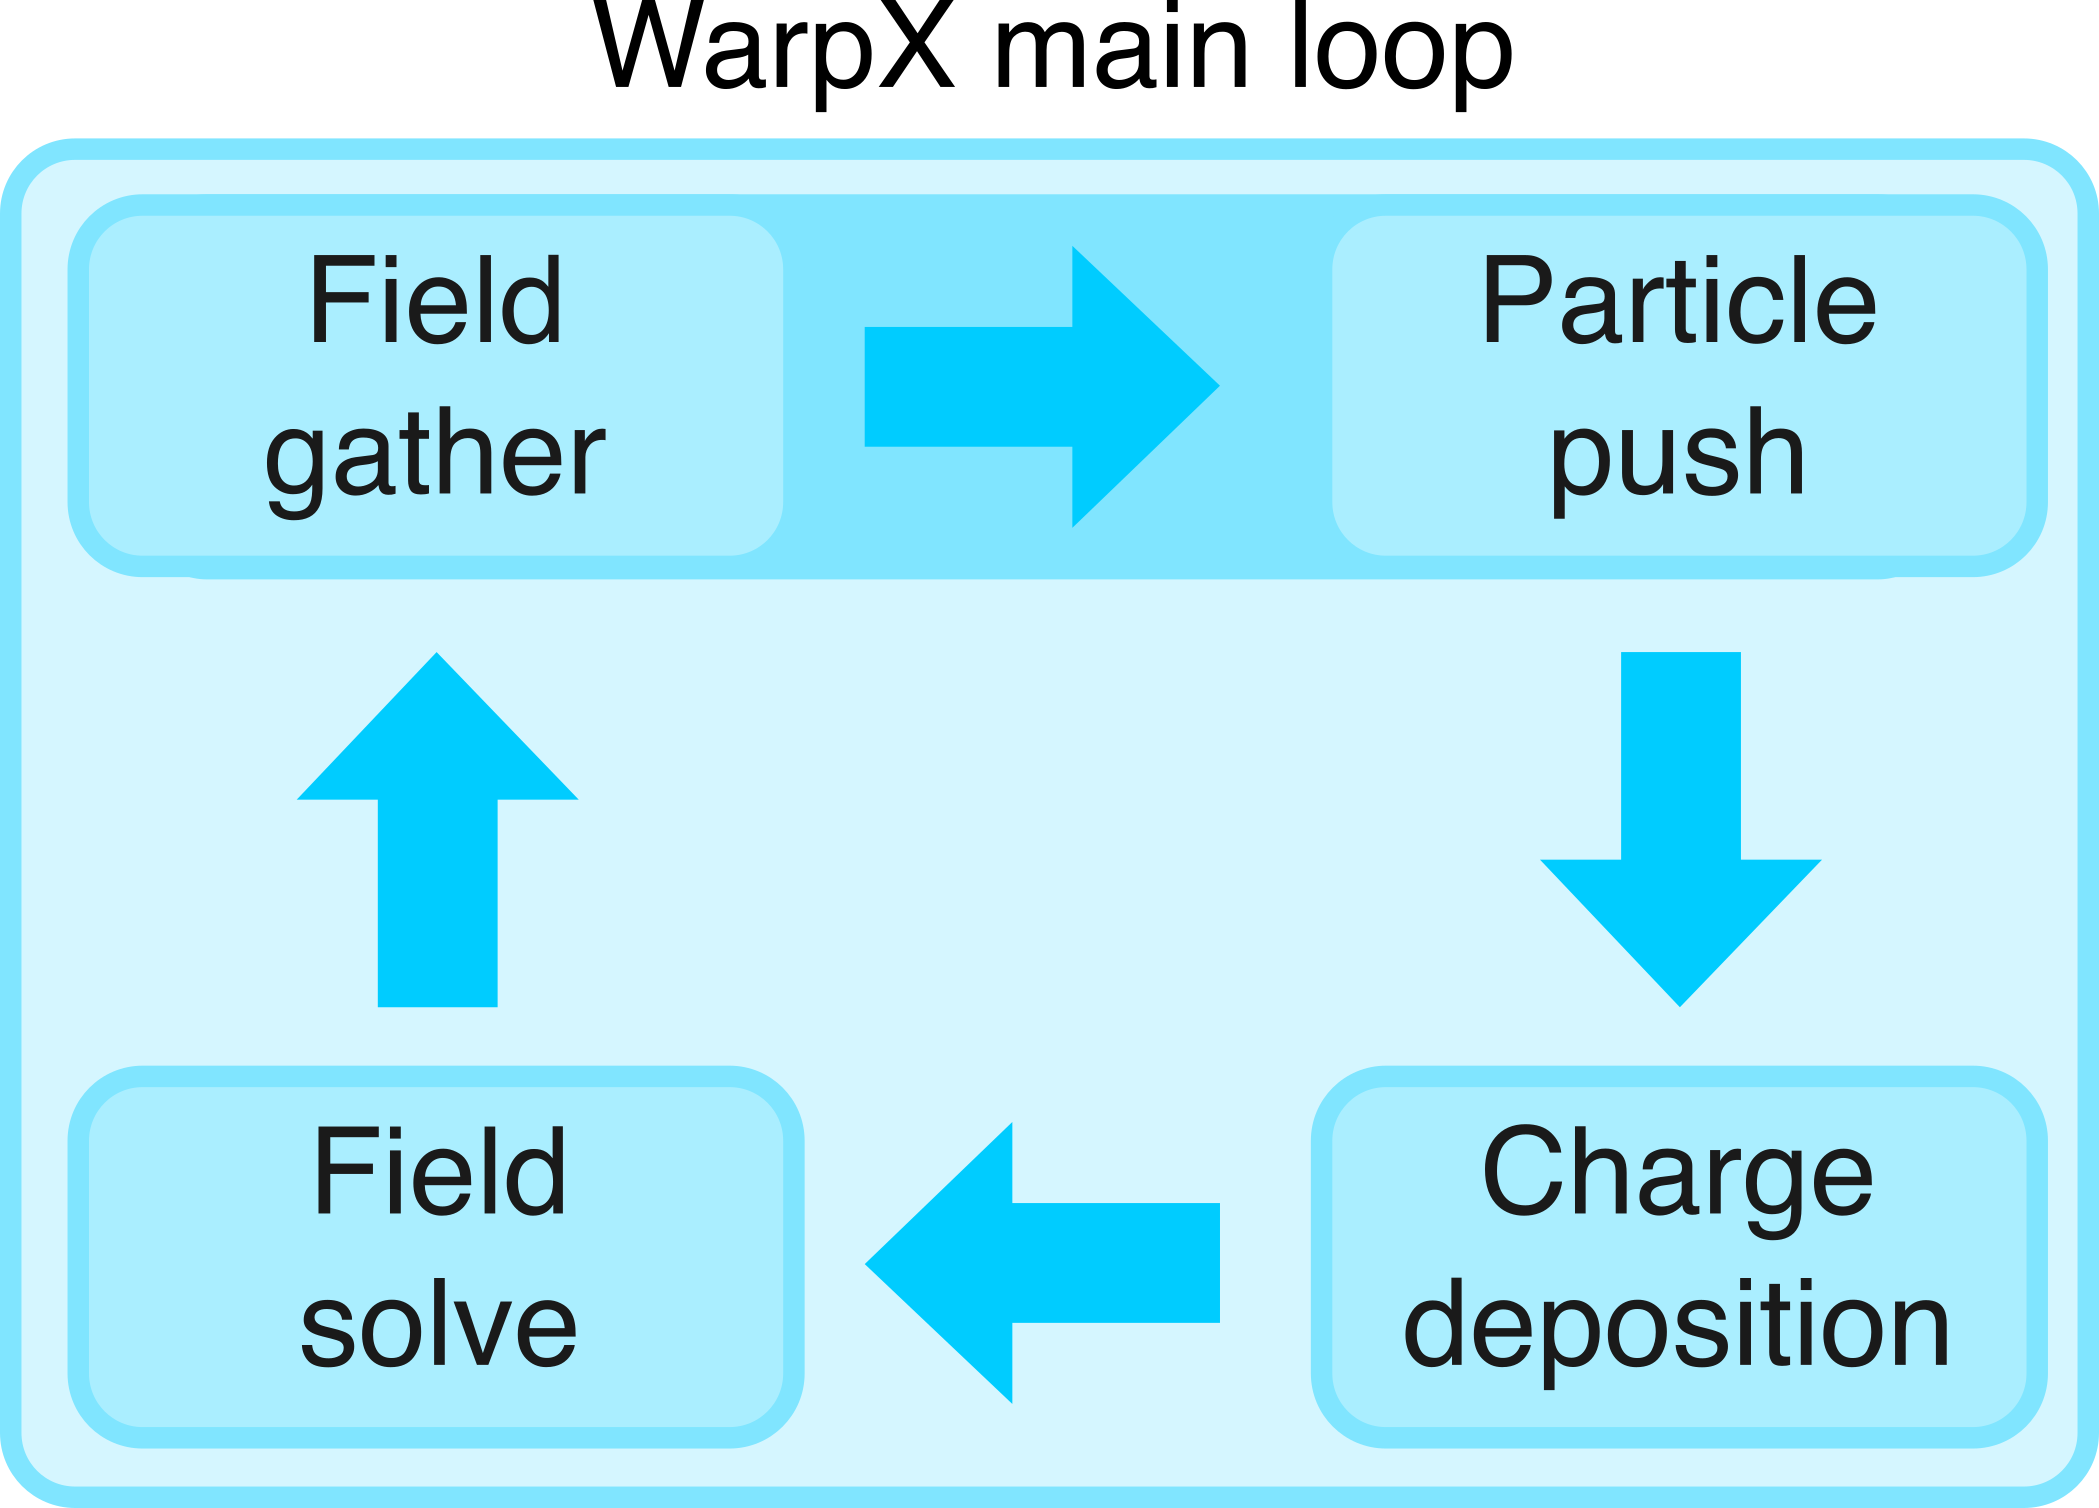 WarpX main loop
Field
gather
Particle
push
Field
solve
Charge
deposition